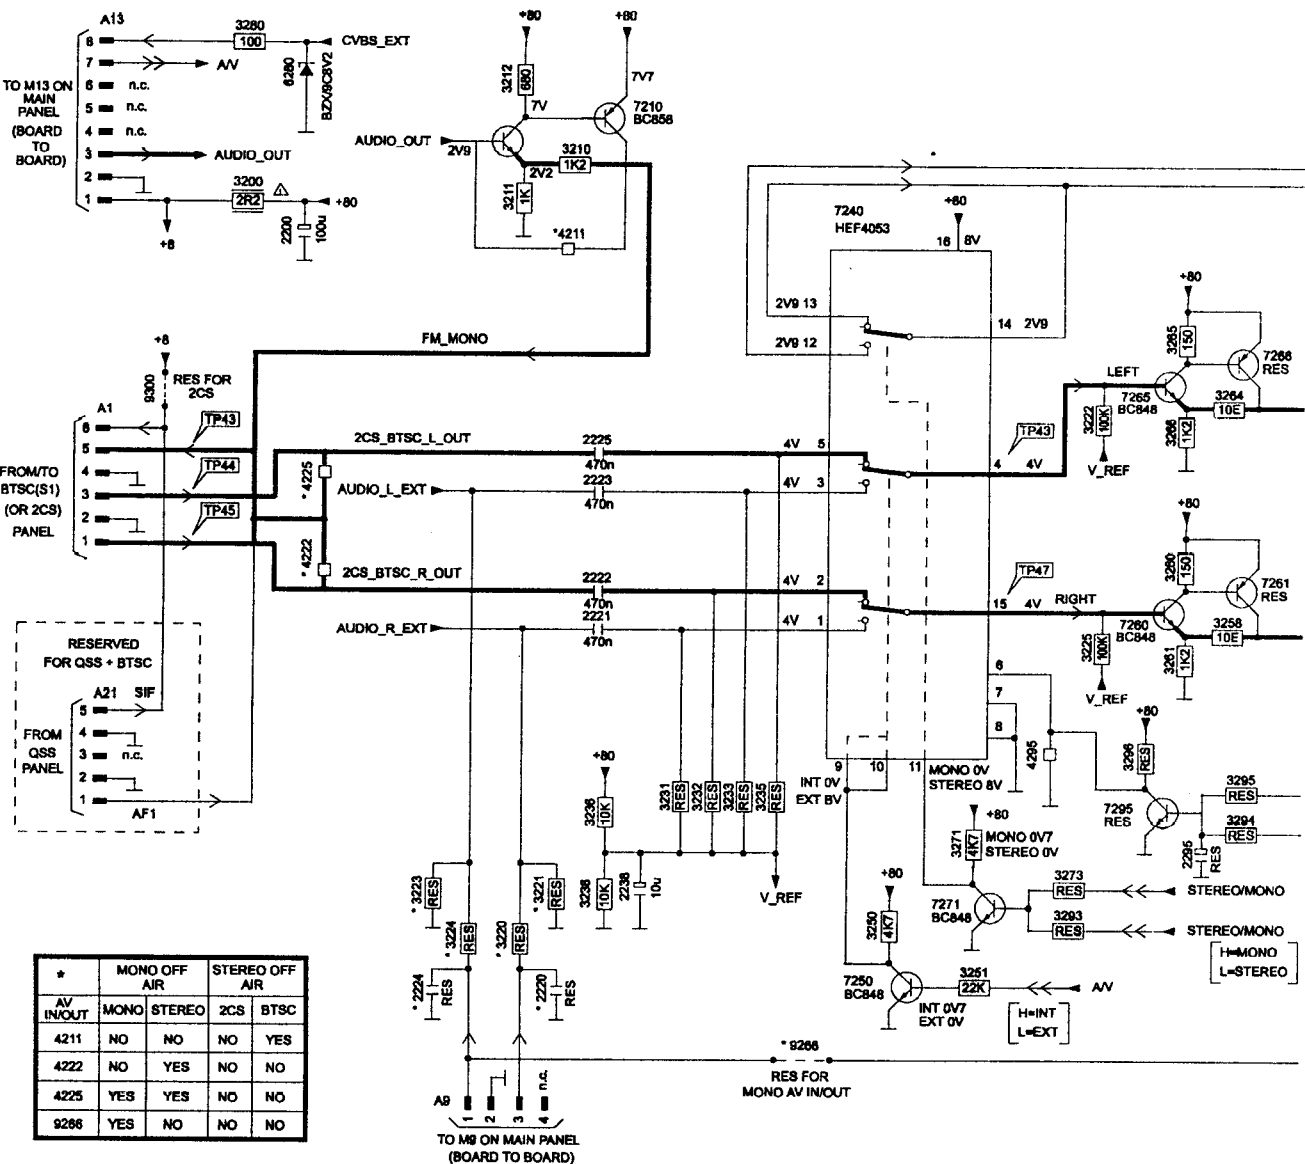 A13
8
3280
100
CVBS_EXT
7
A/V
6 n.c.
5 n.c.
4 n.c.
3
AUDIO_OUT
2
1
TO M13 ON
MAIN
PANEL
(BOARD
TO
BOARD)
6280
BZX/9C8V2
3200
2R2
+80
+8
2200
100u
+80
+80
3212
680
7V
7V7
7210
BC858
AUDIO_OUT
2V9
3210
1K2
2V2
3211
1K
*4211
FM_MONO
7240
HEF4053
+80
16
8V
2V9 13
2V9 12
14 2V9
+8
9300
RES FOR
2CS
A1
6
5
4
3
2
1
TP43
TP44
TP45
FROM/TO
BTSC(S1)
(OR 2CS)
PANEL
2CS_BTSC_L_OUT
* 4225
AUDIO_L_EXT
* 4222
2CS_BTSC_R_OUT
AUDIO_R_EXT
2225
470n
2223
470n
2222
470n
2221
470n
4V 5
4V 3
4V 2
4V 1
TP43
4 4V
LEFT
3222
100K
V_REF
+80
3265
150
7266
RES
7265
BC848
3264
10E
3266
1K2
TP47
15 4V
RIGHT
3225
100K
V_REF
+80
3260
150
7261
RES
7260
BC848
3258
10E
3261
1K2
6
7
8
9
10
11
INT 0V
EXT 8V
MONO 0V
STEREO 8V
4295
+80
3296
RES
7295
RES
3295
RES
3294
RES
2295
RES
RESERVED
FOR QSS + BTSC
A21 SIF
5
4
3 n.c.
2
1
AF1
FROM
QSS
PANEL
+80
3236
10K
3238
10K
2238
10u
3231
RES
3232
RES
3233
RES
3235
RES
V_REF
+80
3271
4K7
MONO 0V7
STEREO 0V
7271
BC848
3273
RES
STEREO/MONO
3293
RES
STEREO/MONO
H=MONO
L=STEREO
+80
3250
4K7
7250
BC848
INT 0V7
EXT 0V
3251
22K
A/V
H=INT
L=EXT
* 3223
RES
* 3224
RES
* 2224
RES
* 3221
RES
* 3220
RES
* 2220
RES
* 9266
RES FOR
MONO AV IN/OUT
A9
1
2
3
4
n.c.
TO M9 ON MAIN PANEL
(BOARD TO BOARD)
* MONO OFF AIR STEREO OFF AIR
AV IN/OUT MONO STEREO 2CS BTSC
4211 NO NO NO YES
4222 NO YES NO NO
4225 YES YES NO NO
9266 YES NO NO NO